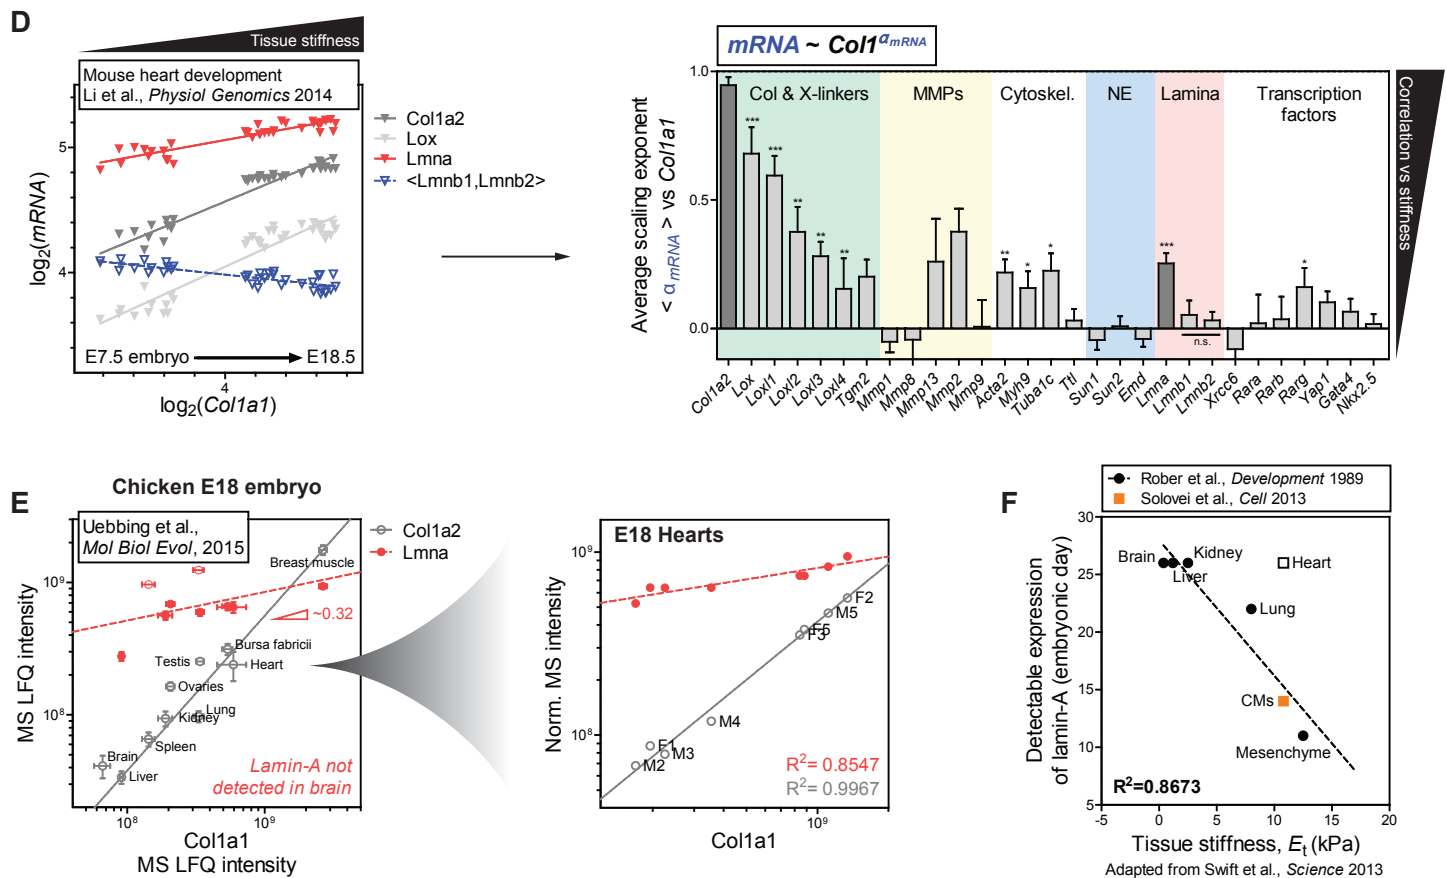 D
Tissue stiffness
Mouse heart development
Li et al., Physiol Genomics 2014
Col1a2
Lox
Lmna
<Lmnb1,Lmnb2>
5
4
log2(mRNA)
E7.5 embryo
E18.5
4
log2(Col1a1)
mRNA ~ Col1^αmRNA
1.0
0.5
0.0
Average scaling exponent
< αmRNA > vs Col1a1
Col & X-linkers
MMPs
Cytoskel.
NE
Lamina
Transcription
factors
***
***
**
**
**
**
*
*
***
n.s.
*
Col1a2
Lox
Loxl1
Loxl2
Loxl3
Loxl4
Tgm2
Mmp1
Mmp8
Mmp13
Mmp2
Mmp9
Acta2
Myh9
Tuba1c
Ttl
Sun1
Sun2
Emd
Lmna
Lmnb1
Lmnb2
Xrcc6
Rara
Rarb
Rarg
Yap1
Gata4
Nkx2.5
Correlation vs stiffness
E
Chicken E18 embryo
Uebbing et al.,
Mol Biol Evol, 2015
Col1a2
Lmna
Breast muscle
~0.32
Bursa fabricii
Testis
Heart
Ovaries
Kidney
Lung
Spleen
Brain
Liver
Lamin-A not
detected in brain
10^9
10^8
MS LFQ intensity
10^8
10^9
Col1a1
MS LFQ intensity
E18 Hearts
10^9
10^8
Norm. MS intensity
F2
M5
F5
F3
M4
F1
M3
M2
R2= 0.8547
R2= 0.9967
10^9
Col1a1
F
Rober et al., Development 1989
Solovei et al., Cell 2013
30
25
20
15
10
5
Detectable expression
of lamin-A (embryonic day)
Brain
Kidney
Liver
Heart
Lung
CMs
Mesenchyme
R2=0.8673
-5
0
5
10
15
20
Tissue stiffness, Et (kPa)
Adapted from Swift et al., Science 2013